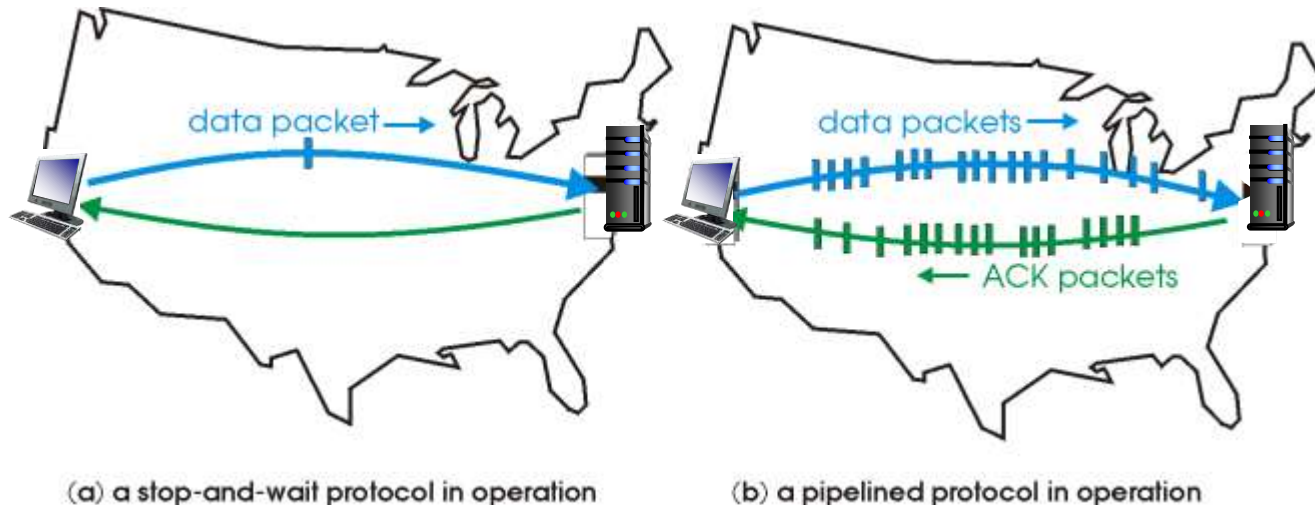 data packet
(a) a stop-and-wait protocol in operation
data packets
ACK packets
(b) a pipelined protocol in operation